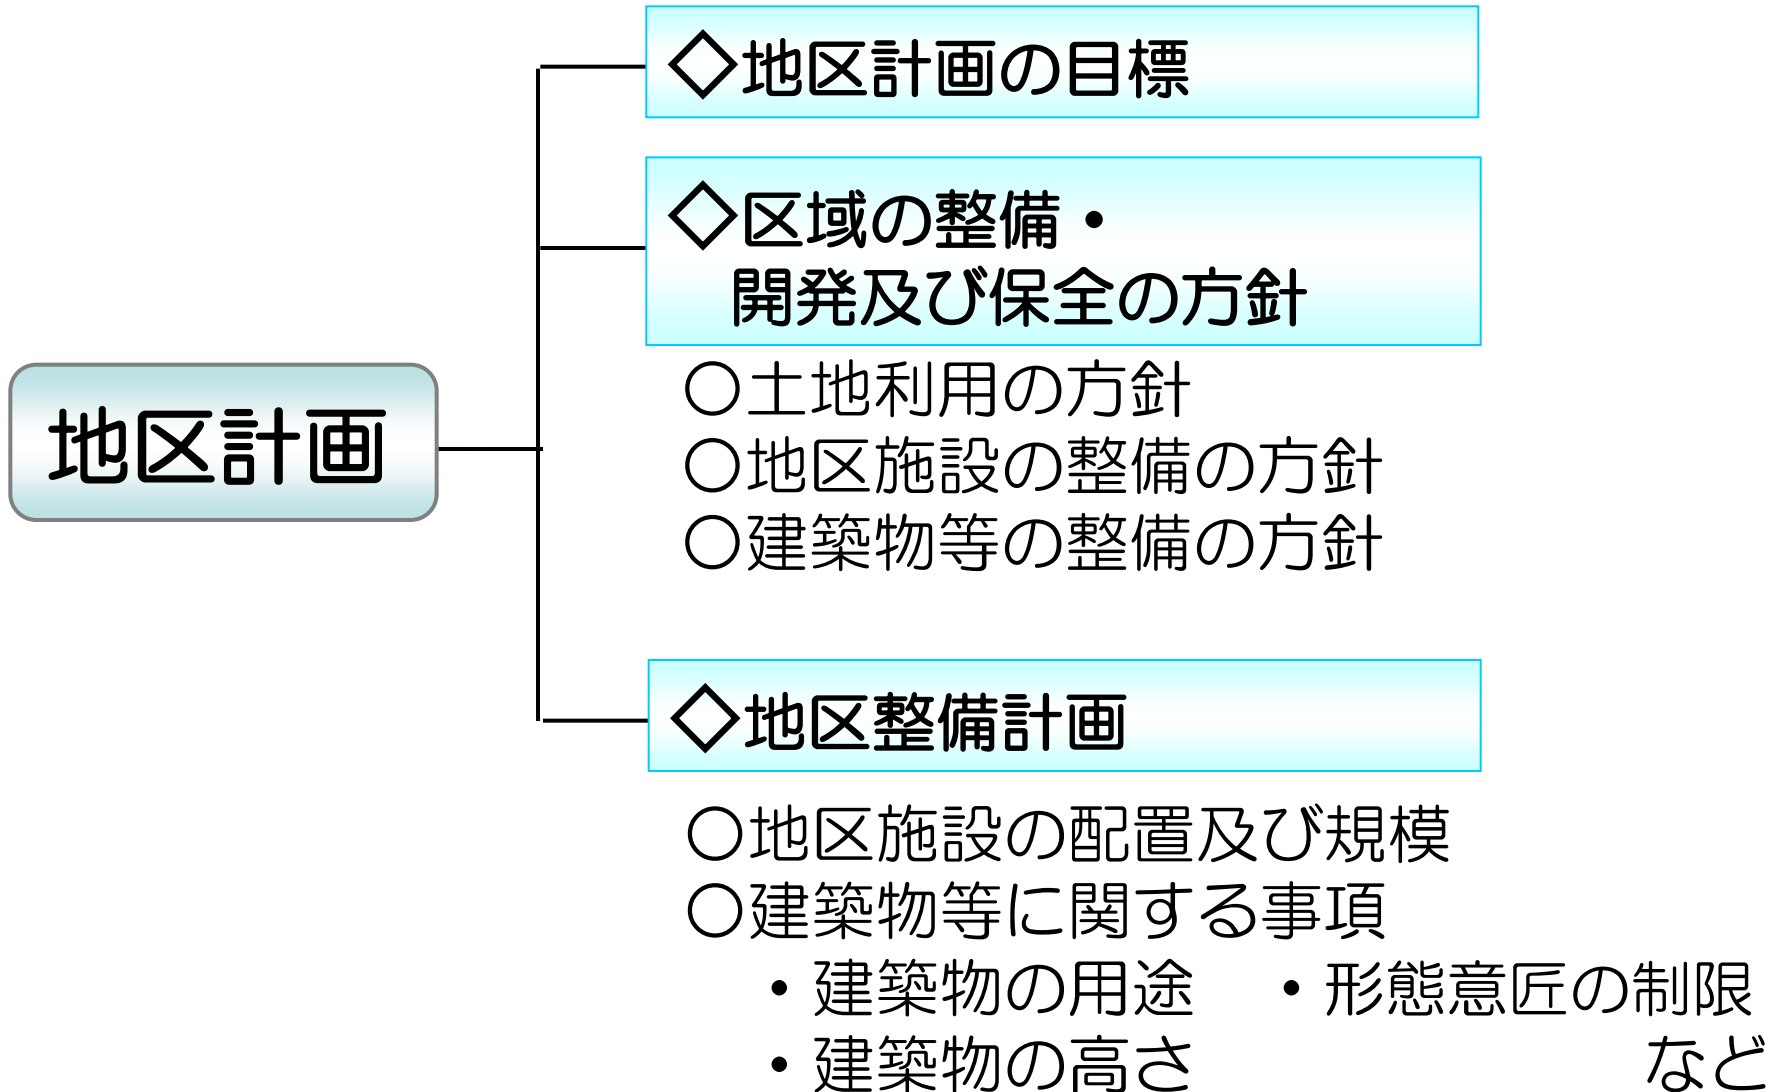 地区計画
◇地区計画の目標
◇区域の整備・
開発及び保全の方針
○土地利用の方針
○地区施設の整備の方針
○建築物等の整備の方針
◇地区整備計画
○地区施設の配置及び規模
○建築物等に関する事項
・建築物の用途　・形態意匠の制限
・建築物の高さ　など